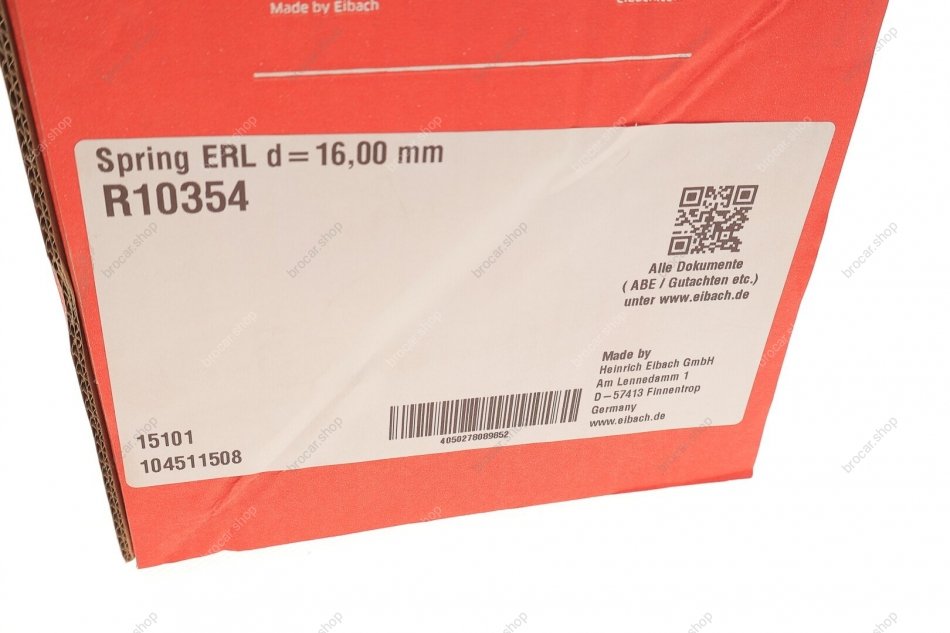 Made by Eibach
Spring ERL d=16,00 mm
R10354
Alle Dokumente
( ABE / Gutachten etc.)
unter www.eibach.de
Made by
Heinrich Eibach GmbH
Am Lennedamm 1
D-57413 Finnentrop
Germany
www.eibach.de
4050278089852
15101
104511508
brocar.shop